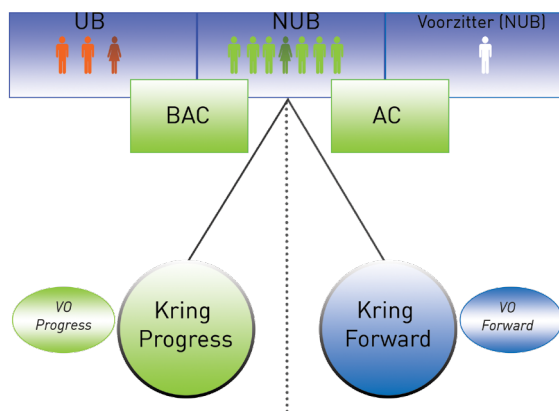 UB
NUB
Voorzitter (NUB)
BAC
AC
VO
Progress
Kring
Progress
Kring
Forward
VO
Forward